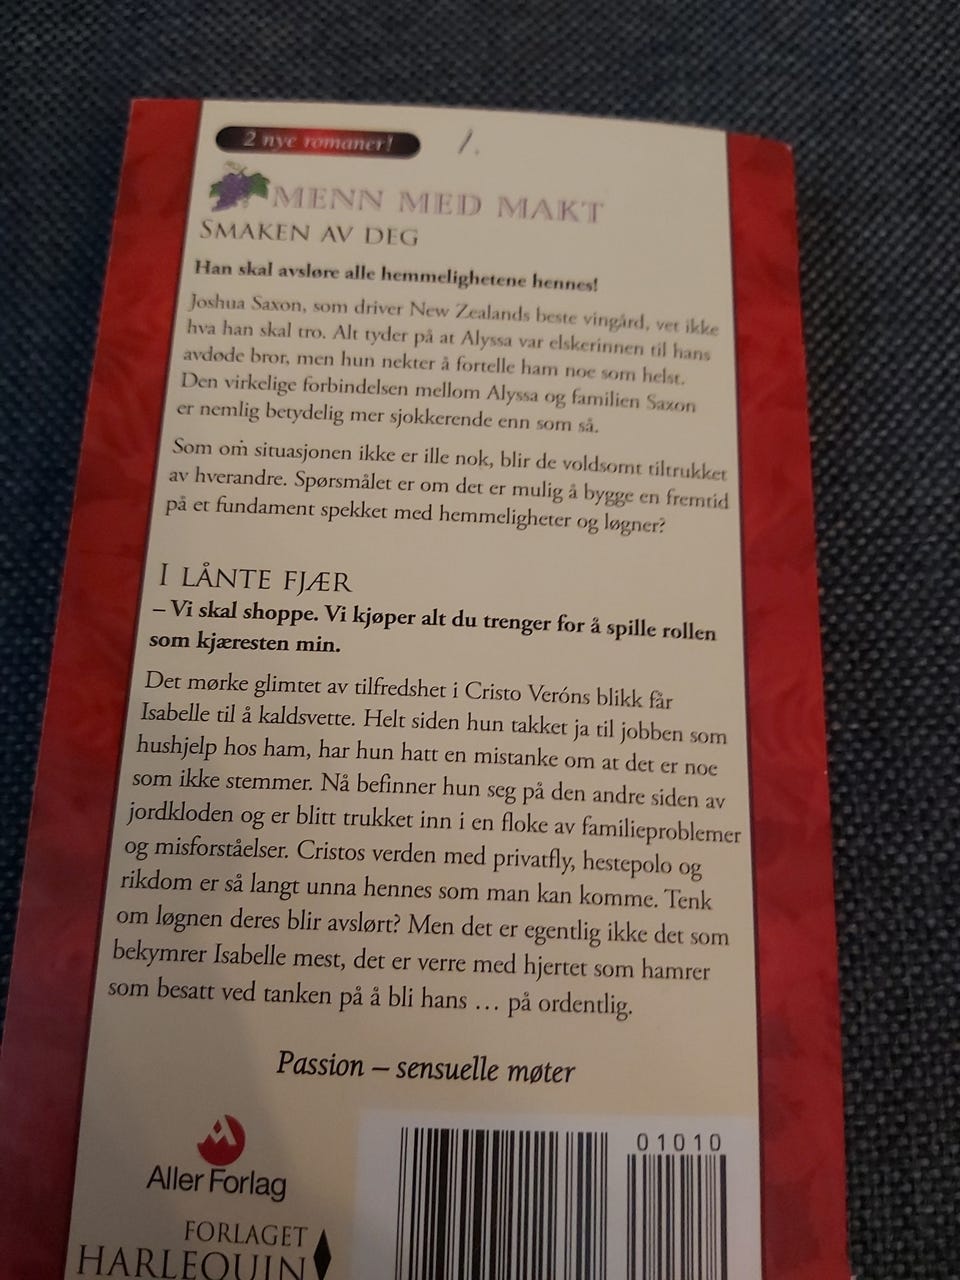 2 nye romaner!
1.
MENN MED MAKT
SMAKEN AV DEG
Han skal avsløre alle hemmelighetene hennes!
Joshua Saxon, som driver New Zealands beste vingård, vet ikke
hva han skal tro. Alt tyder på at Alyssa var elskerinnen til hans
avdøde bror, men hun nekter å fortelle ham noe som helst.
Den virkelige forbindelsen mellom Alyssa og familien Saxon
er nemlig betydelig mer sjokkerende enn som så.
Som om situasjonen ikke er ille nok, blir de voldsomt tiltrukket
av hverandre. Spørsmålet er om det er mulig å bygge en fremtid
på et fundament spekket med hemmeligheter og løgner?
I LÅNTE FJÆR
– Vi skal shoppe. Vi kjøper alt du trenger for å spille rollen
som kjæresten min.
Det mørke glimtet av tilfredshet i Cristo Veróns blikk får
Isabelle til å kaldsvette. Helt siden hun takket ja til jobben som
hushjelp hos ham, har hun hatt en mistanke om at det er noe
som ikke stemmer. Nå befinner hun seg på den andre siden av
jordkloden og er blitt trukket inn i en floke av familieproblemer
og misforståelser. Cristos verden med privatfly, hestepolo og
rikdom er så langt unna hennes som man kan komme. Tenk
om løgnen deres blir avslørt? Men det er egentlig ikke det som
bekymrer Isabelle mest, det er verre med hjertet som hamrer
som besatt ved tanken på å bli hans … på ordentlig.
Passion – sensuelle møter
01010
Aller Forlag
FORLAGET
HARLEQUIN